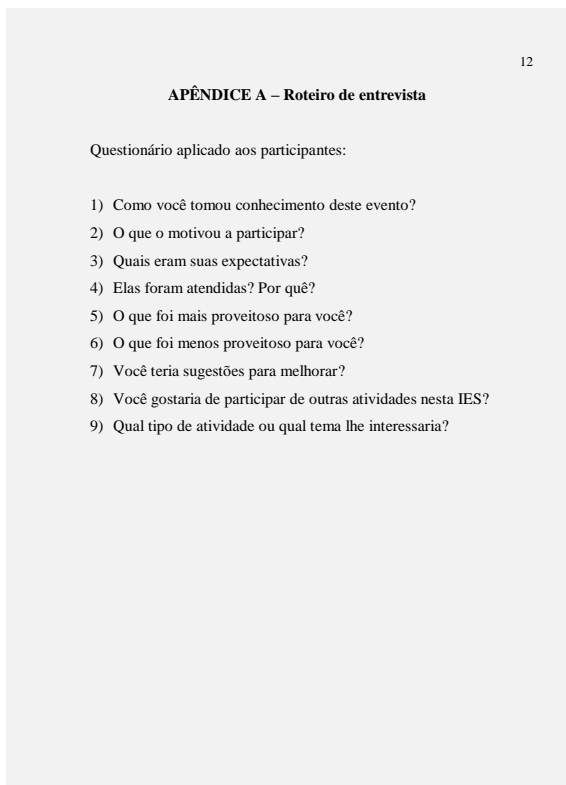 12
APÊNDICE A – Roteiro de entrevista
Questionário aplicado aos participantes:
1) Como você tomou conhecimento deste evento?
2) O que o motivou a participar?
3) Quais eram suas expectativas?
4) Elas foram atendidas? Por quê?
5) O que foi mais proveitoso para você?
6) O que foi menos proveitoso para você?
7) Você teria sugestões para melhorar?
8) Você gostaria de participar de outras atividades nesta IES?
9) Qual tipo de atividade ou qual tema lhe interessaria?